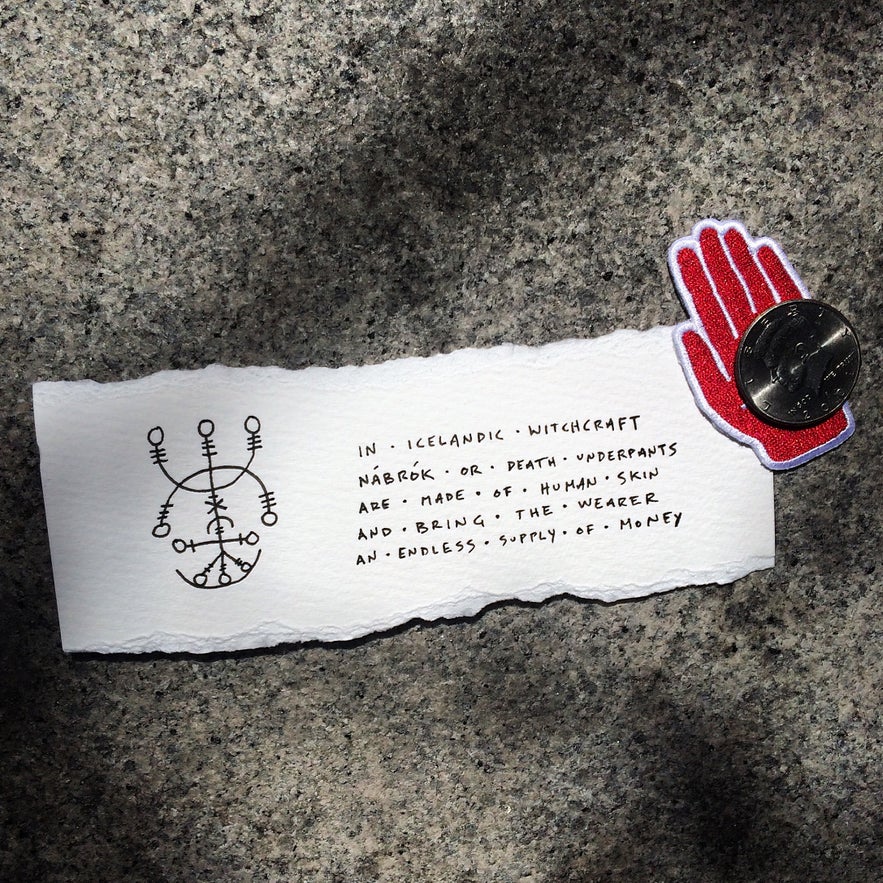 IN · ICELANDIC · WITCHCRAFT
NÁBRÓK · OR · DEATH · UNDERPANTS
ARE · MADE · OF · HUMAN · SKIN
AND · BRING · THE · WEARER
AN · ENDLESS · SUPPLY · OF · MONEY